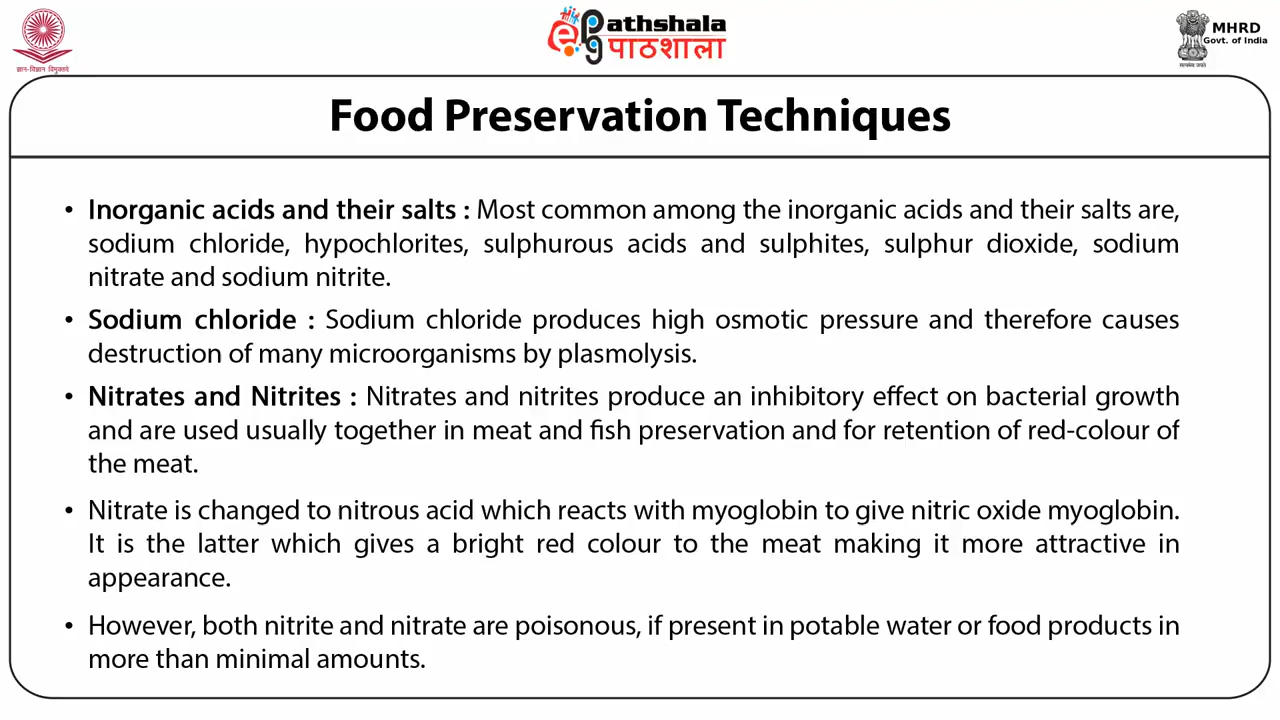 ज्ञान-विज्ञान विमुक्तये
ePathshala
पाठशाला
सत्यमेव जयते
MHRD
Govt. of India
Food Preservation Techniques
• Inorganic acids and their salts : Most common among the inorganic acids and their salts are,
sodium chloride, hypochlorites, sulphurous acids and sulphites, sulphur dioxide, sodium
nitrate and sodium nitrite.
• Sodium chloride : Sodium chloride produces high osmotic pressure and therefore causes
destruction of many microorganisms by plasmolysis.
• Nitrates and Nitrites : Nitrates and nitrites produce an inhibitory effect on bacterial growth
and are used usually together in meat and fish preservation and for retention of red-colour of
the meat.
• Nitrate is changed to nitrous acid which reacts with myoglobin to give nitric oxide myoglobin.
It is the latter which gives a bright red colour to the meat making it more attractive in
appearance.
• However, both nitrite and nitrate are poisonous, if present in potable water or food products in
more than minimal amounts.